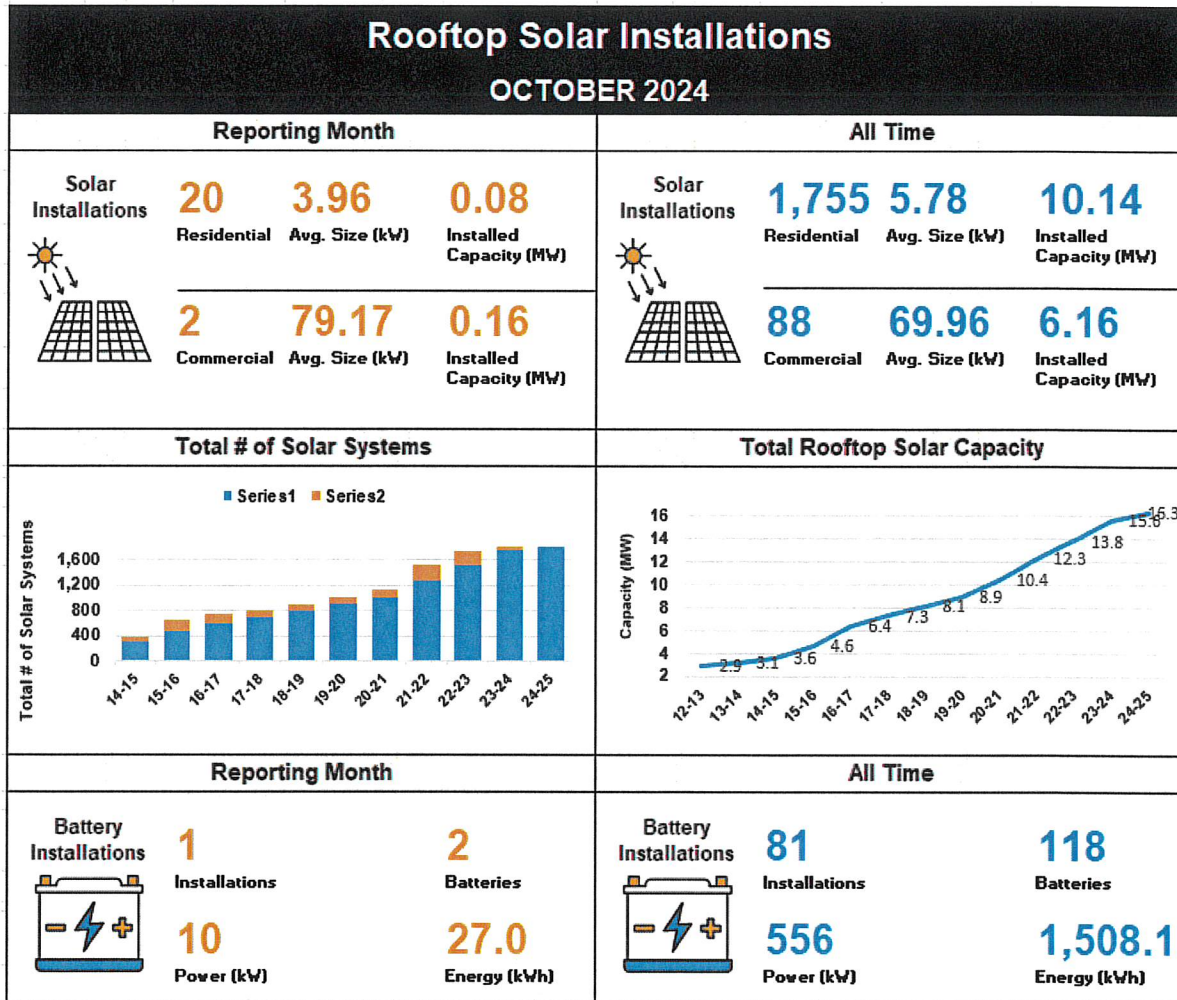 Rooftop Solar Installations
OCTOBER 2024
Reporting Month
Solar
Installations
20
3.96
0.08
Residential
Avg. Size (kW)
Installed
Capacity (MW)
2
79.17
0.16
Commercial
Avg. Size (kW)
Installed
Capacity (MW)
All Time
Solar
Installations
1,755
5.78
10.14
Residential
Avg. Size (kW)
Installed
Capacity (MW)
88
69.96
6.16
Commercial
Avg. Size (kW)
Installed
Capacity (MW)
Total # of Solar Systems
Series1
Series2
Total # of Solar Systems
1,600
1,200
800
400
0
14-15
15-16
16-17
17-18
18-19
19-20
20-21
21-22
22-23
23-24
24-25
Total Rooftop Solar Capacity
Capacity (MW)
16
14
12
10
8
6
4
2
2.9
3.1
3.6
4.6
6.4
7.3
8.1
8.9
10.4
12.3
13.8
15.6
16.3
12-13
13-14
14-15
15-16
16-17
17-18
18-19
19-20
20-21
21-22
22-23
23-24
24-25
Reporting Month
Battery
Installations
1
2
Installations
Batteries
10
27.0
Power (kW)
Energy (kWh)
All Time
Battery
Installations
81
118
Installations
Batteries
556
1,508.1
Power (kW)
Energy (kWh)